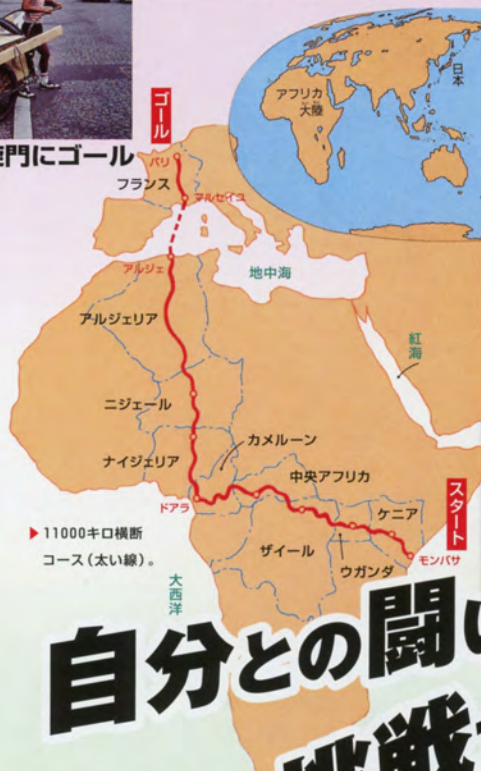 門にゴール
ゴール
パリ
フランス
マルセイユ
アフリカ
大陸
日本
アルジェ
地中海
アルジェリア
紅海
ニジェール
ナイジェリア
カメルーン
中央アフリカ
ドアラ
ケニア
スタート
ザイール
ウガンダ
モンバサ
▶11000キロ横断
コース(太い線)。
大西洋
自分との闘い
挑戦